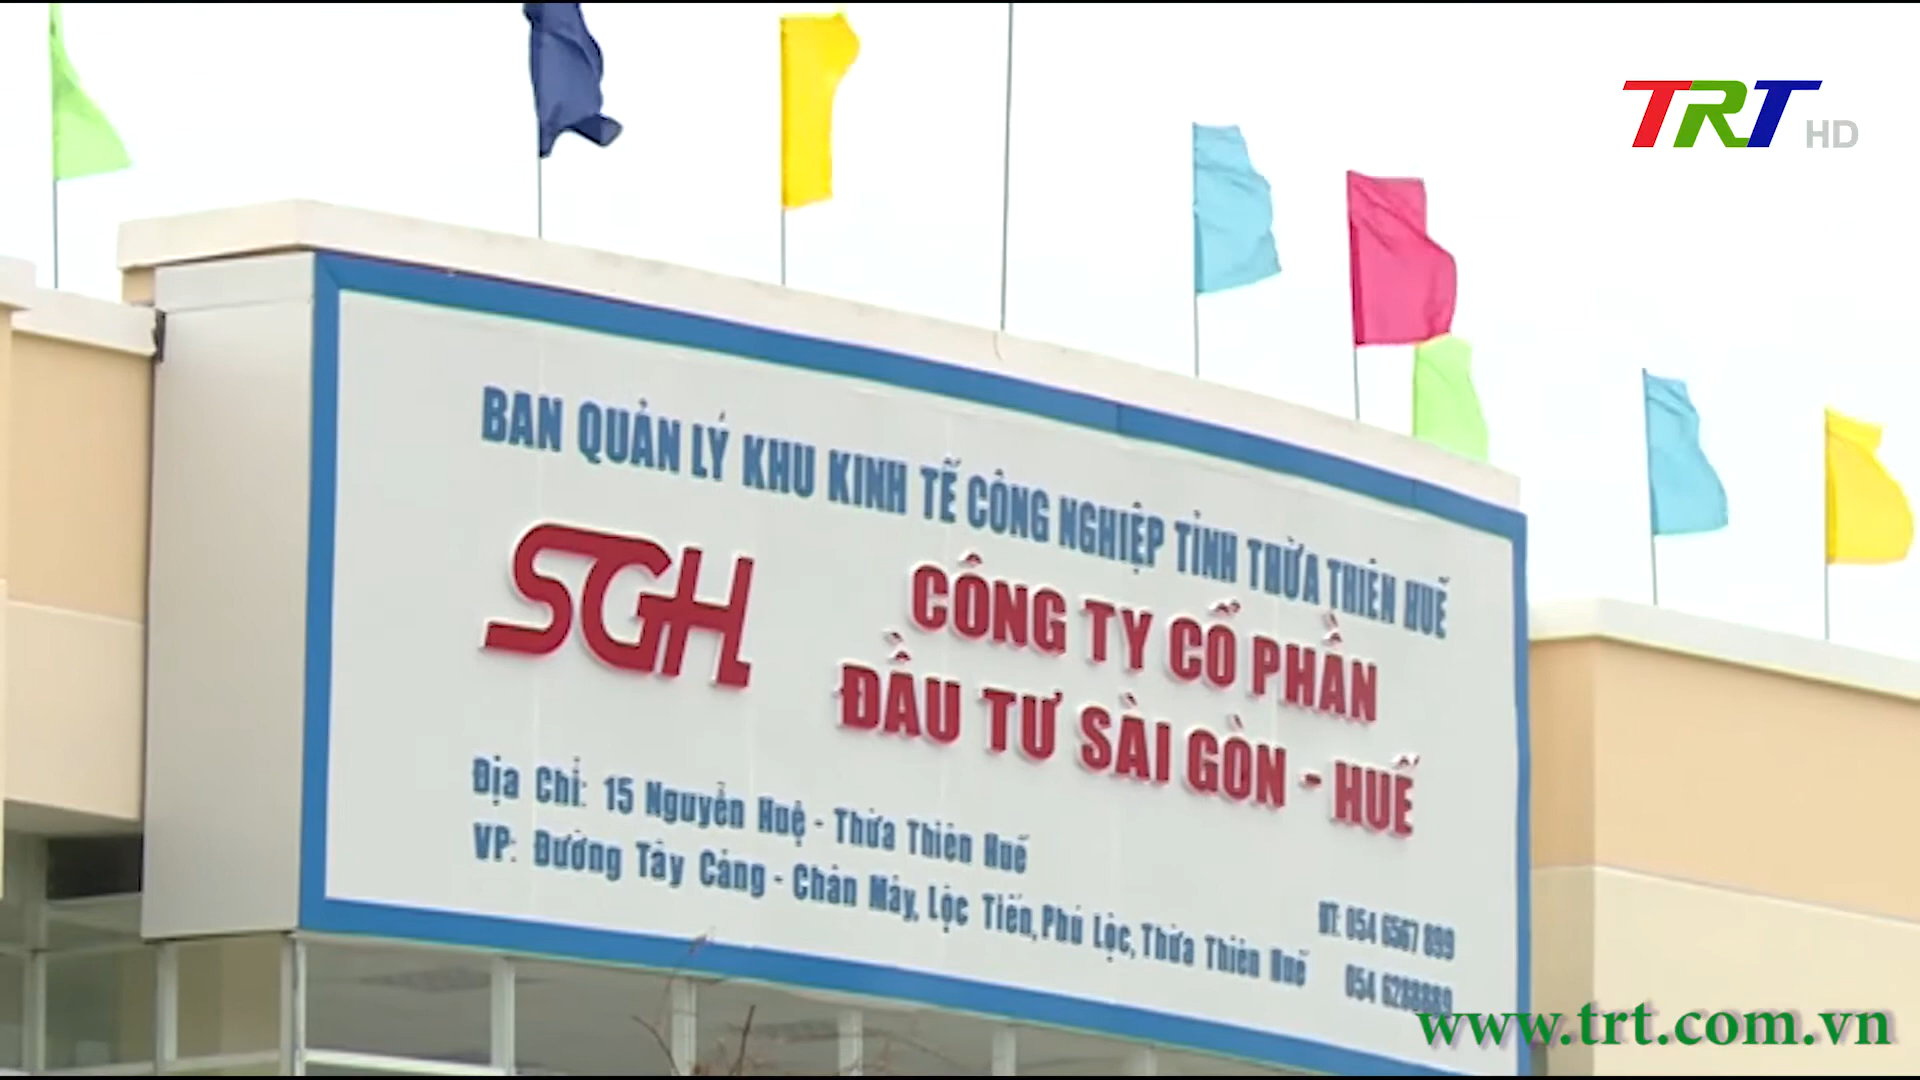 TRT HD
BAN QUẢN LÝ KHU KINH TẾ CÔNG NGHIỆP TỈNH THỪA THIÊN HUẾ
SGH
CÔNG TY CỔ PHẦN
ĐẦU TƯ SÀI GÒN - HUẾ
Địa Chỉ: 15 Nguyễn Huệ - Thừa Thiên Huế
VP: Đường Tây Cảng - Chân Mây, Lộc Tiến, Phú Lộc, Thừa Thiên Huế
ĐT: 054 6567 899
054 6288889
www.trt.com.vn